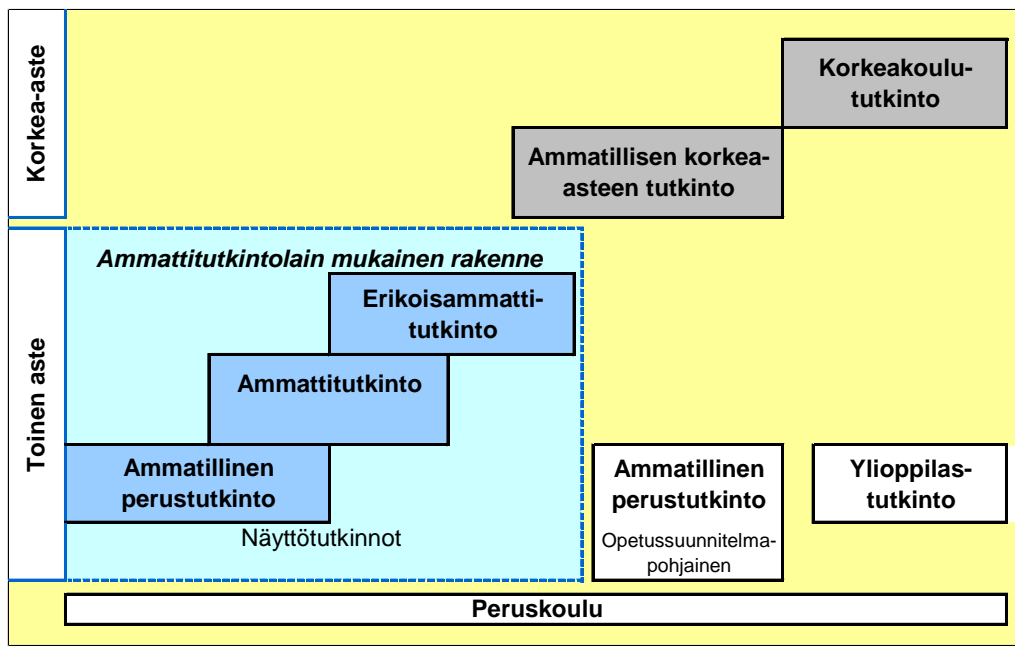 Korkea-aste
Korkeakoulu-
tutkinto
Ammatillisen korkea-
asteen tutkinto
Toinen aste
Ammattitutkintolain mukainen rakenne
Erikoisammatti-
tutkinto
Ammattitutkinto
Ammatillinen
perustutkinto
Näyttötutkinnot
Ammatillinen
perustutkinto
Opetussuunnitelma-
pohjainen
Ylioppilas-
tutkinto
Peruskoulu